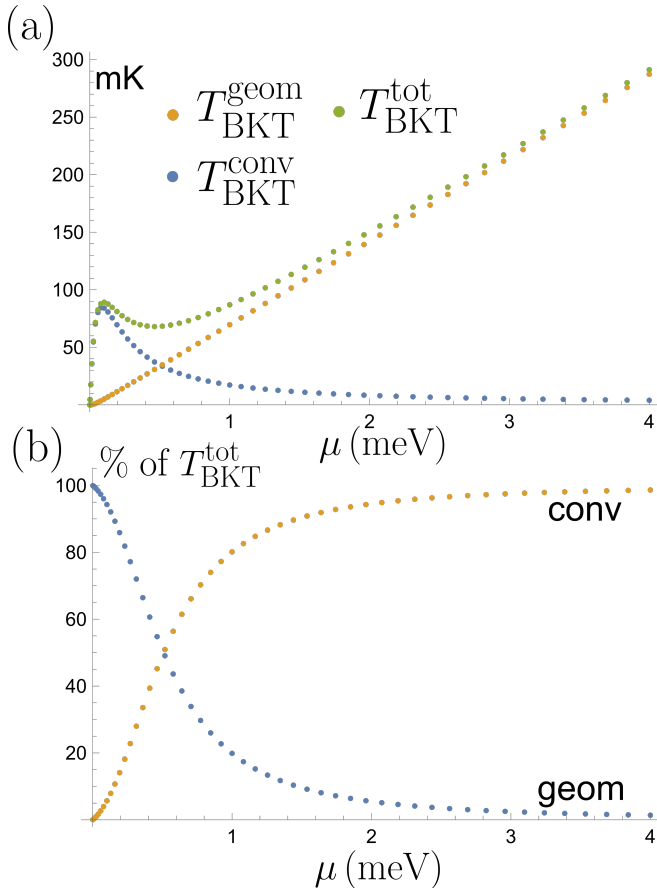 (a)
mK
300
250
200
150
100
50
T_BKT^geom
T_BKT^tot
T_BKT^conv
1 2 3 4
μ (meV)
(b)
% of T_BKT^tot
100
80
60
40
20
conv
geom
1 2 3 4
μ (meV)